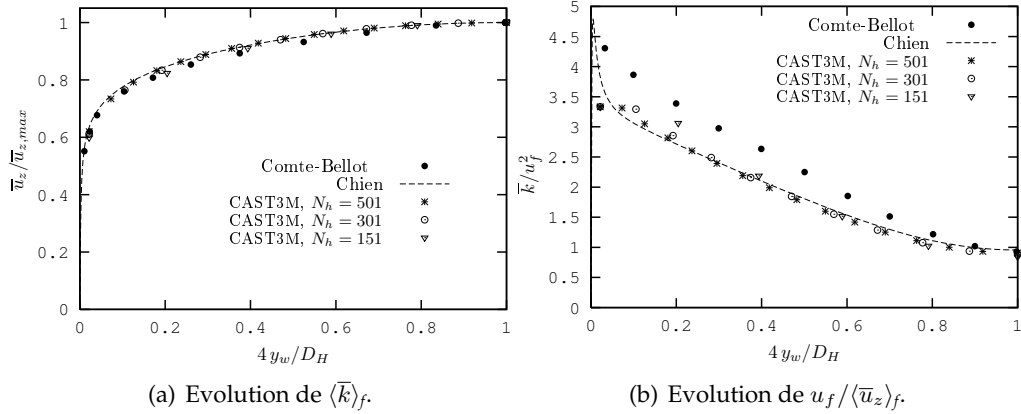 1
0.8
0.6
0.4
0.2
0
0 0.2 0.4 0.6 0.8 1
u̅_z/u̅_{z,max}
4 y_w/D_H
Comte-Bellot
Chien
CAST3M, N_h = 501
CAST3M, N_h = 301
CAST3M, N_h = 151
(a) Evolution de ⟨k̅⟩_f.
5
4.5
4
3.5
3
2.5
2
1.5
1
0.5
0
0 0.2 0.4 0.6 0.8 1
k̅/u_f^2
4 y_w/D_H
Comte-Bellot
Chien
CAST3M, N_h = 501
CAST3M, N_h = 301
CAST3M, N_h = 151
(b) Evolution de u_f/⟨u̅_z⟩_f.